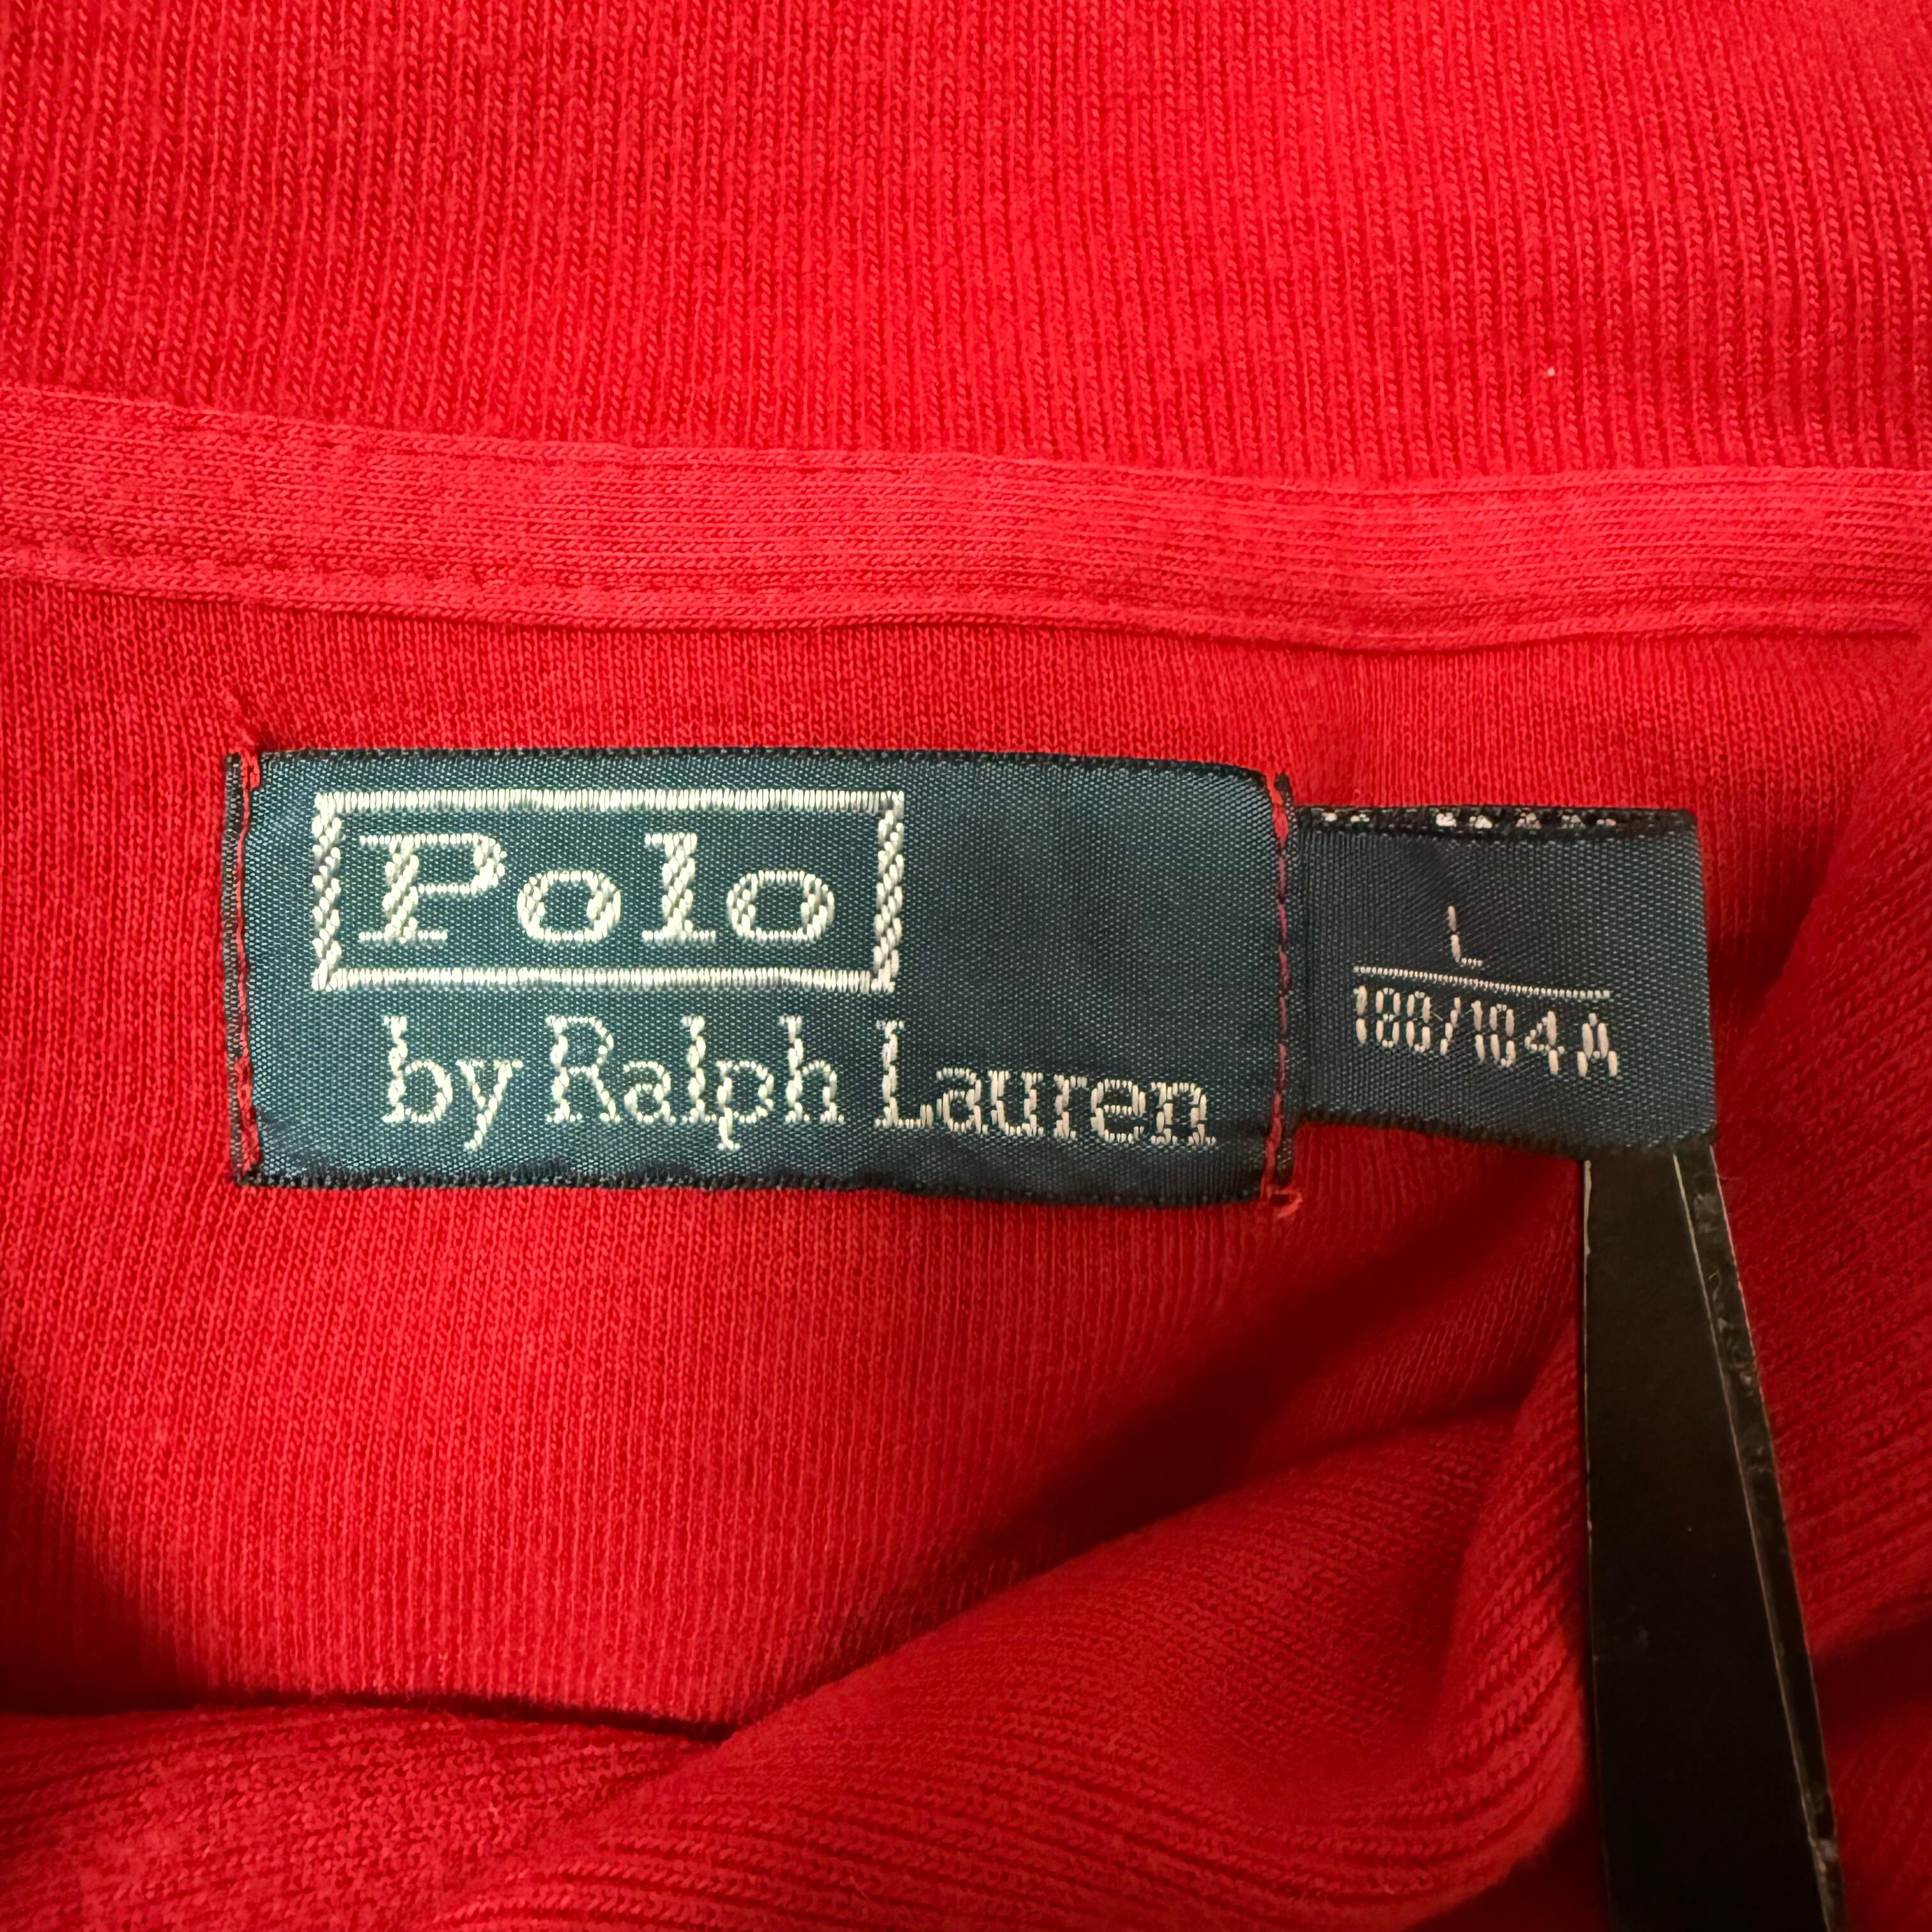 Polo
by Ralph Lauren
L
180/104A